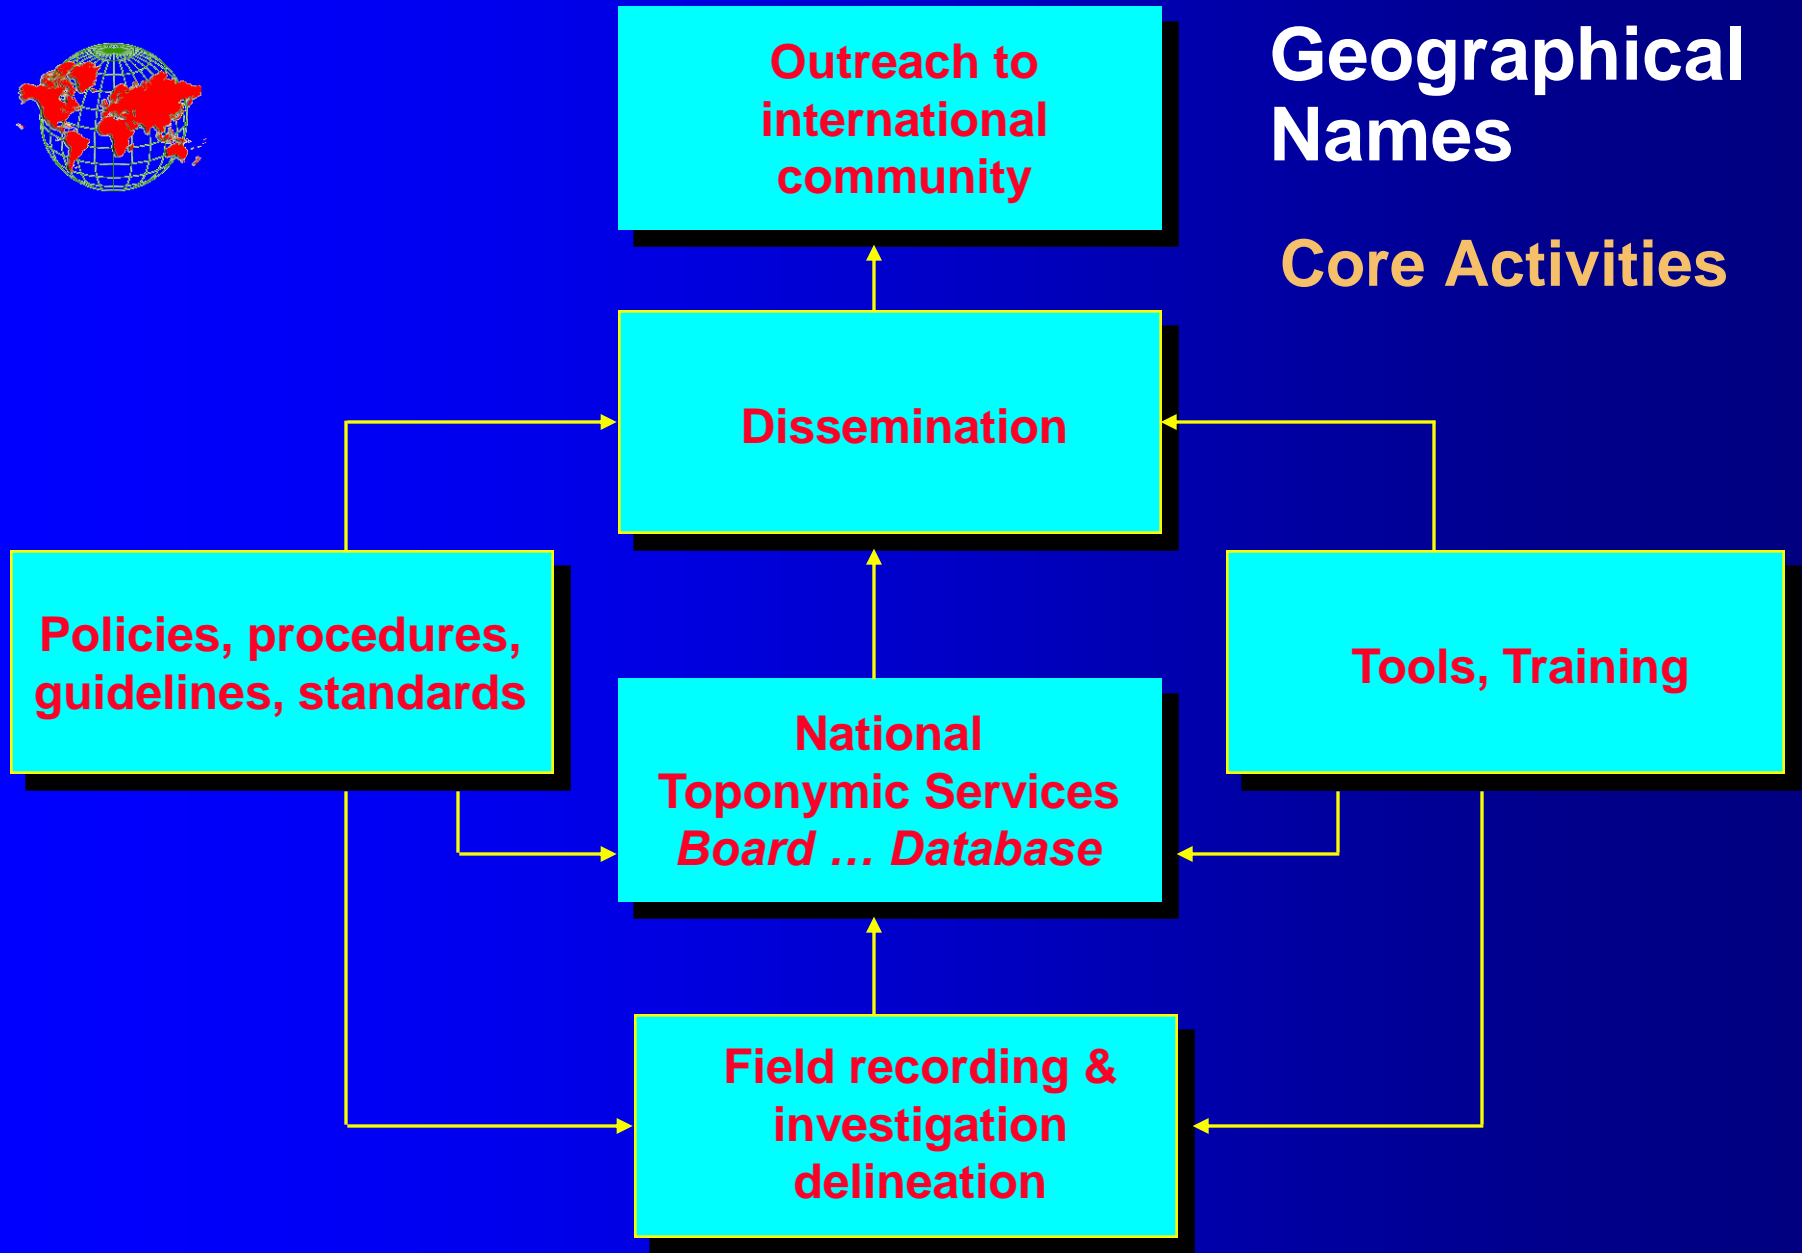 Geographical
Names
Core Activities
Outreach to
international
community
Dissemination
Policies, procedures,
guidelines, standards
Tools, Training
National
Toponymic Services
Board … Database
Field recording &
investigation
delineation